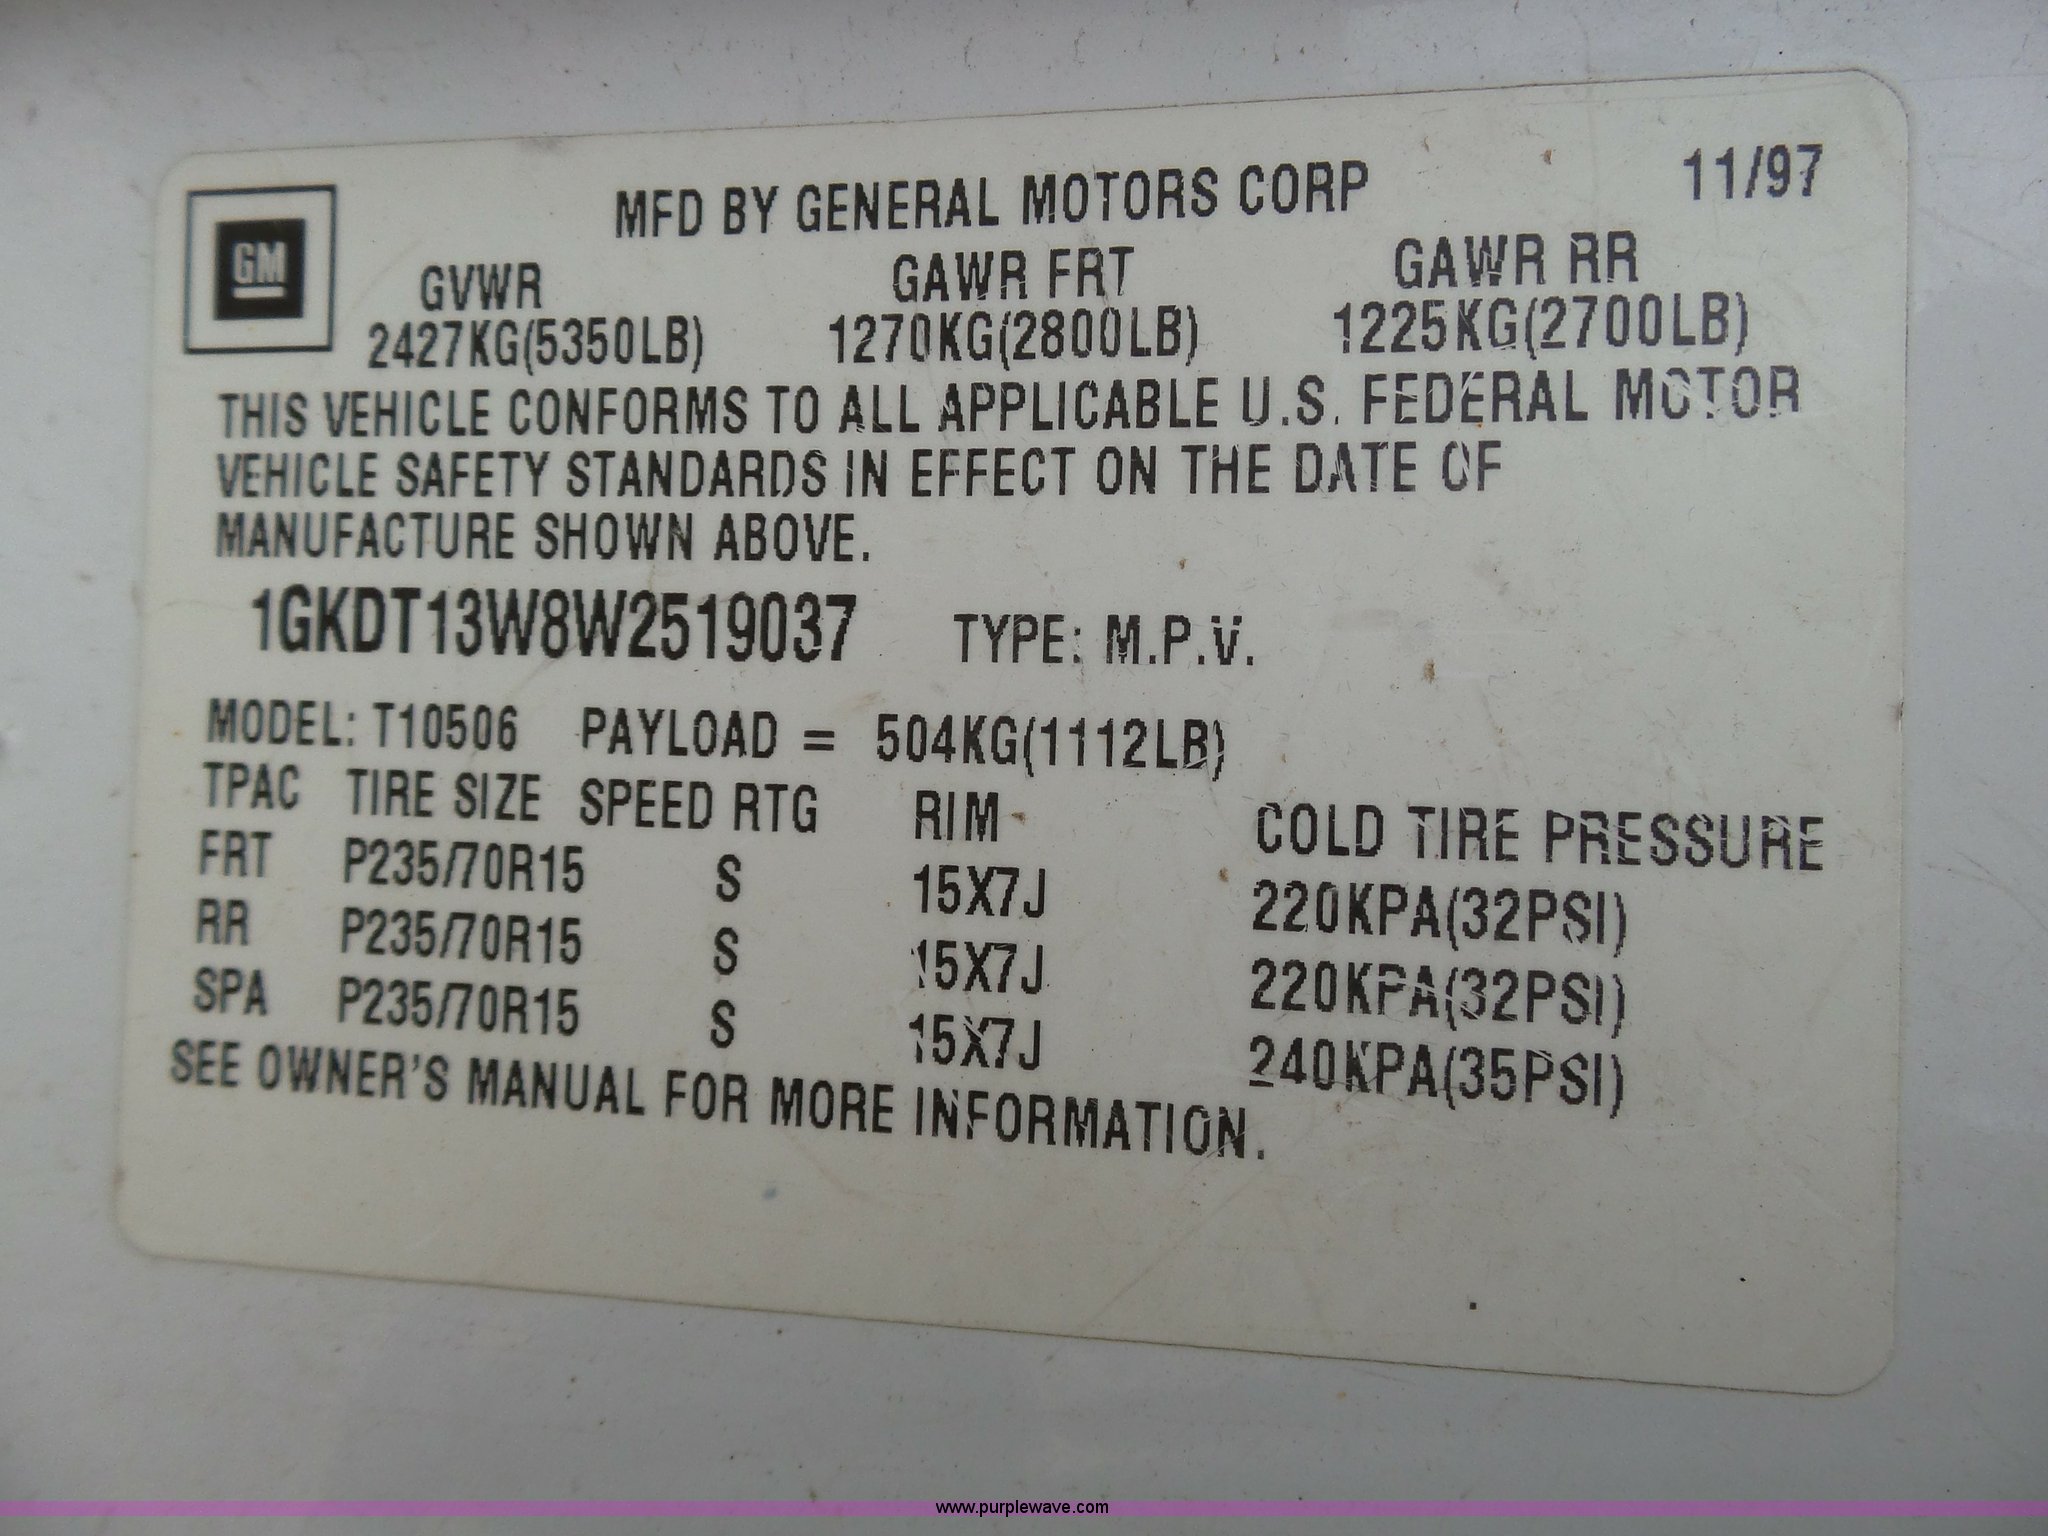 11/97
MFD BY GENERAL MOTORS CORP
GM
GVWR GAWR FRT GAWR RR
2427KG(5350LB) 1270KG(2800LB) 1225KG(2700LB)
THIS VEHICLE CONFORMS TO ALL APPLICABLE U.S. FEDERAL MOTOR
VEHICLE SAFETY STANDARDS IN EFFECT ON THE DATE OF
MANUFACTURE SHOWN ABOVE.
1GKDT13W8W2519037 TYPE: M.P.V.
MODEL: T10506 PAYLOAD = 504KG(1112LB)
TPAC TIRE SIZE SPEED RTG RIM COLD TIRE PRESSURE
FRT P235/70R15 S 15X7J 220KPA(32PSI)
RR P235/70R15 S 15X7J 220KPA(32PSI)
SPA P235/70R15 S 15X7J 240KPA(35PSI)
SEE OWNER'S MANUAL FOR MORE INFORMATION.
www.purplewave.com